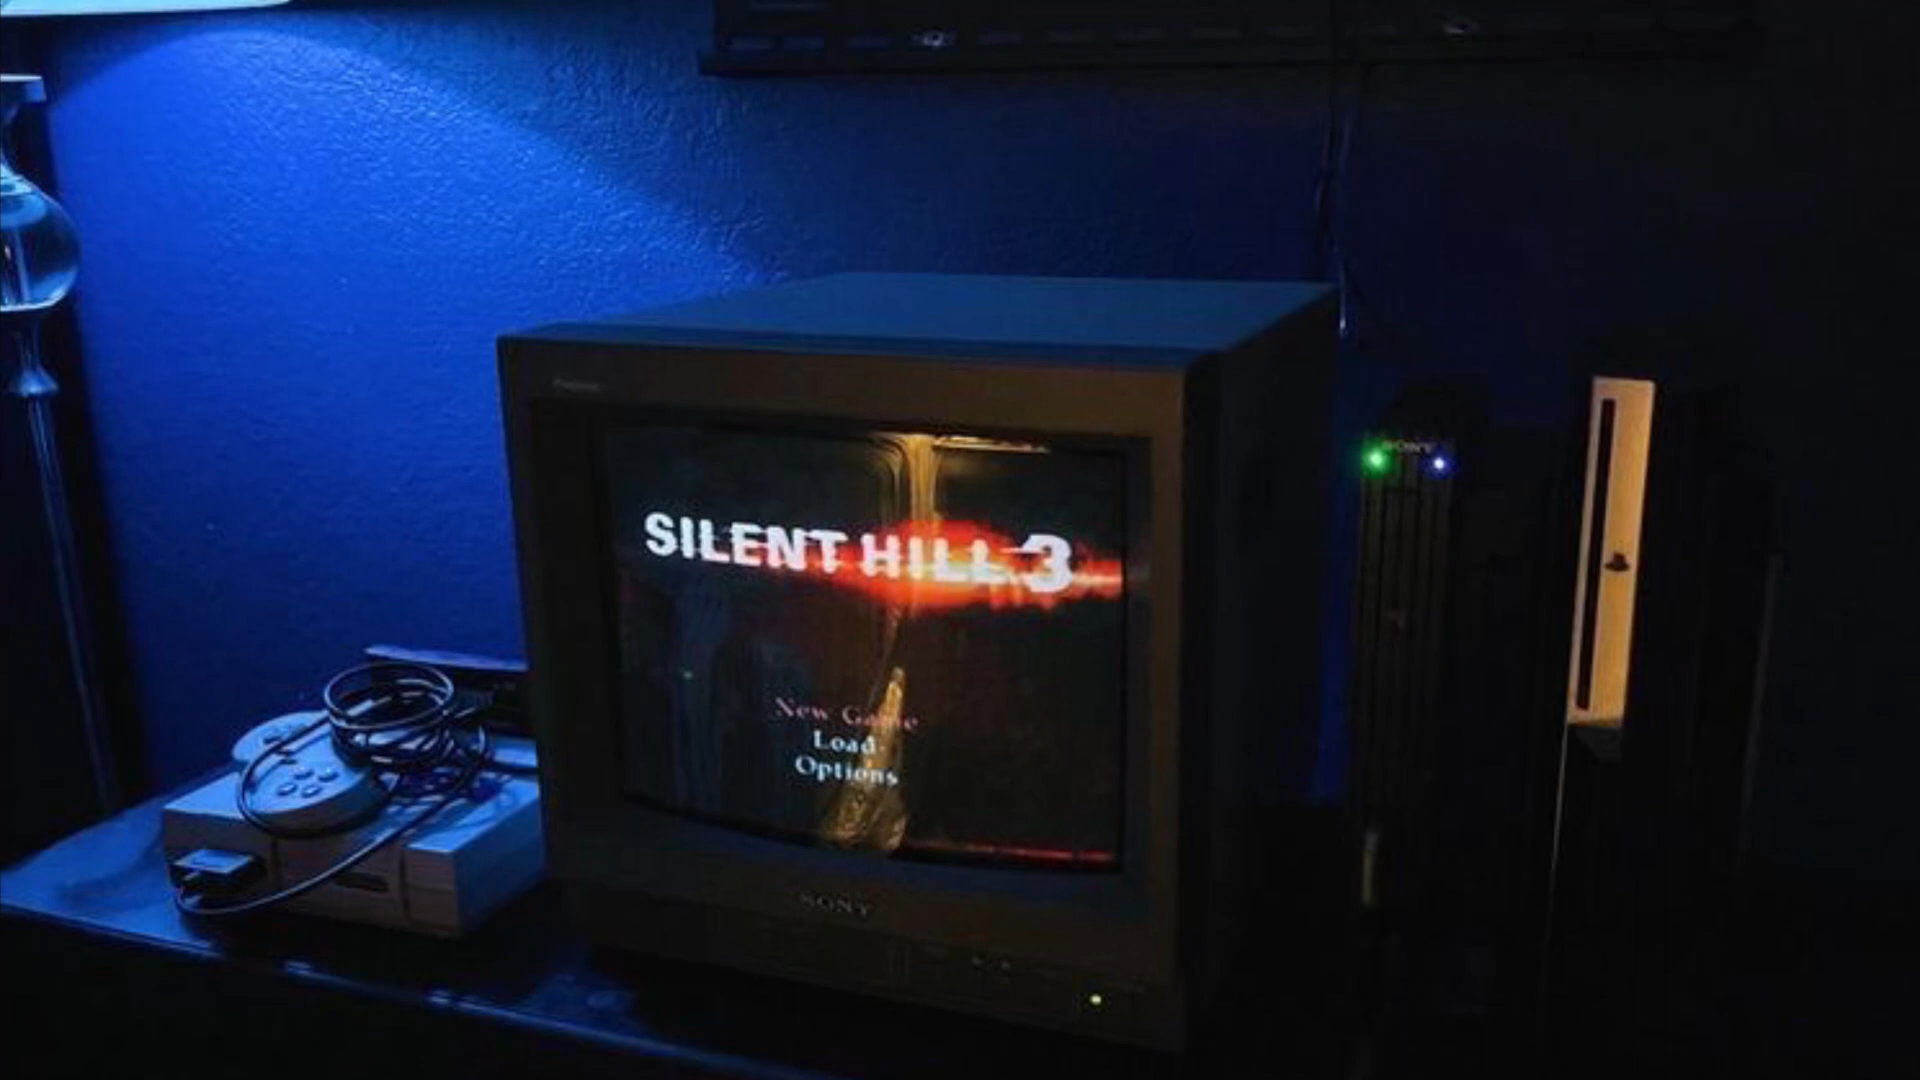 SILENT HILL 3
New Game
Load
Options
SONY